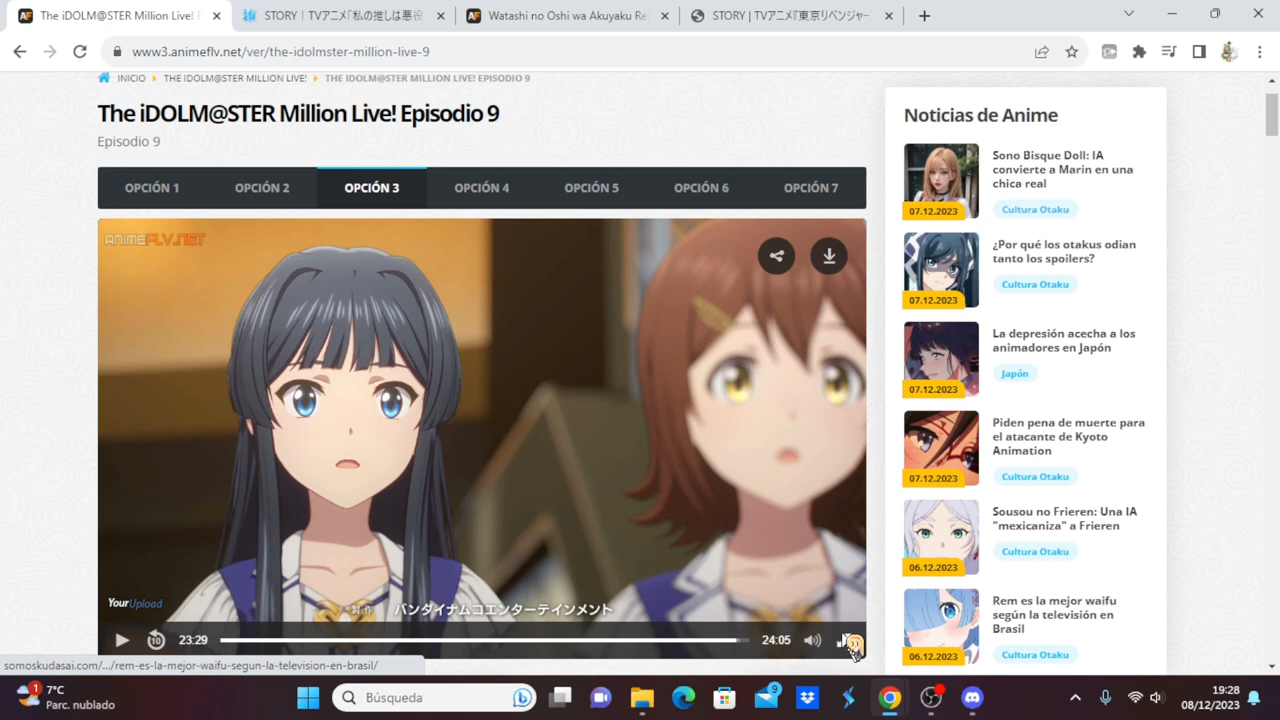 The iDOLM@STER Million Live! E
STORY | TVアニメ「私の推しは悪役
Watashi no Oshi wa Akuyaku Re
STORY | TVアニメ『東京リベンジャー
www3.animeflv.net/ver/the-idolmster-million-live-9
INICIO
THE IDOLM@STER MILLION LIVE!
THE IDOLM@STER MILLION LIVE! EPISODIO 9
The iDOLM@STER Million Live! Episodio 9
Episodio 9
OPCIÓN 1
OPCIÓN 2
OPCIÓN 3
OPCIÓN 4
OPCIÓN 5
OPCIÓN 6
OPCIÓN 7
ANIMEFLV.NET
製作
バンダイナムコエンターテインメント
YourUpload
10
23:29
24:05
Noticias de Anime
Sono Bisque Doll: IA
convierte a Marin en una
chica real
07.12.2023
Cultura Otaku
¿Por qué los otakus odian
tanto los spoilers?
07.12.2023
Cultura Otaku
La depresión acecha a los
animadores en Japón
07.12.2023
Japón
Piden pena de muerte para
el atacante de Kyoto
Animation
07.12.2023
Cultura Otaku
Sousou no Frieren: Una IA
"mexicaniza" a Frieren
06.12.2023
Cultura Otaku
Rem es la mejor waifu
según la televisión en
Brasil
06.12.2023
Cultura Otaku
somoskudasai.com/.../rem-es-la-mejor-waifu-segun-la-television-en-brasil/
1
7°C
Parc. nublado
Búsqueda
9
19:28
08/12/2023